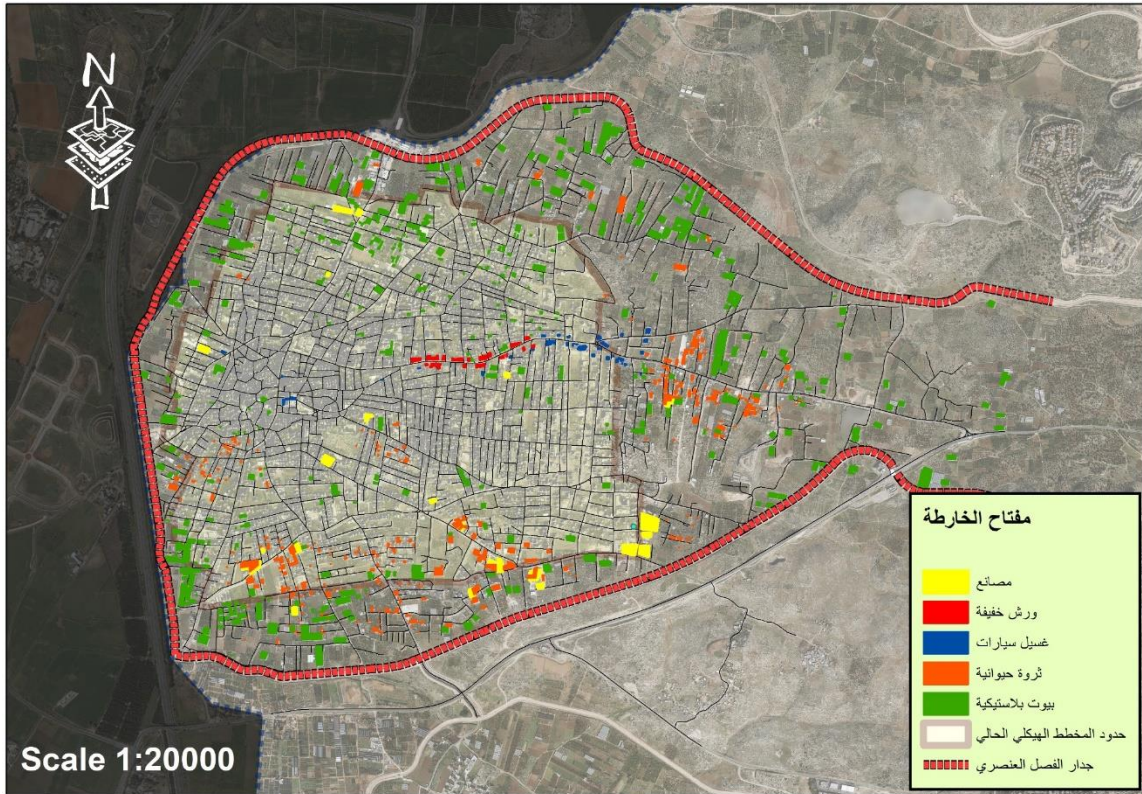 N
مفتاح الخارطة
مصانع
ورش خفيفة
غسيل سيارات
ثروة حيوانية
بيوت بلاستيكية
حدود المخطط الهيكلي الحالي
جدار الفصل العنصري
Scale 1:20000